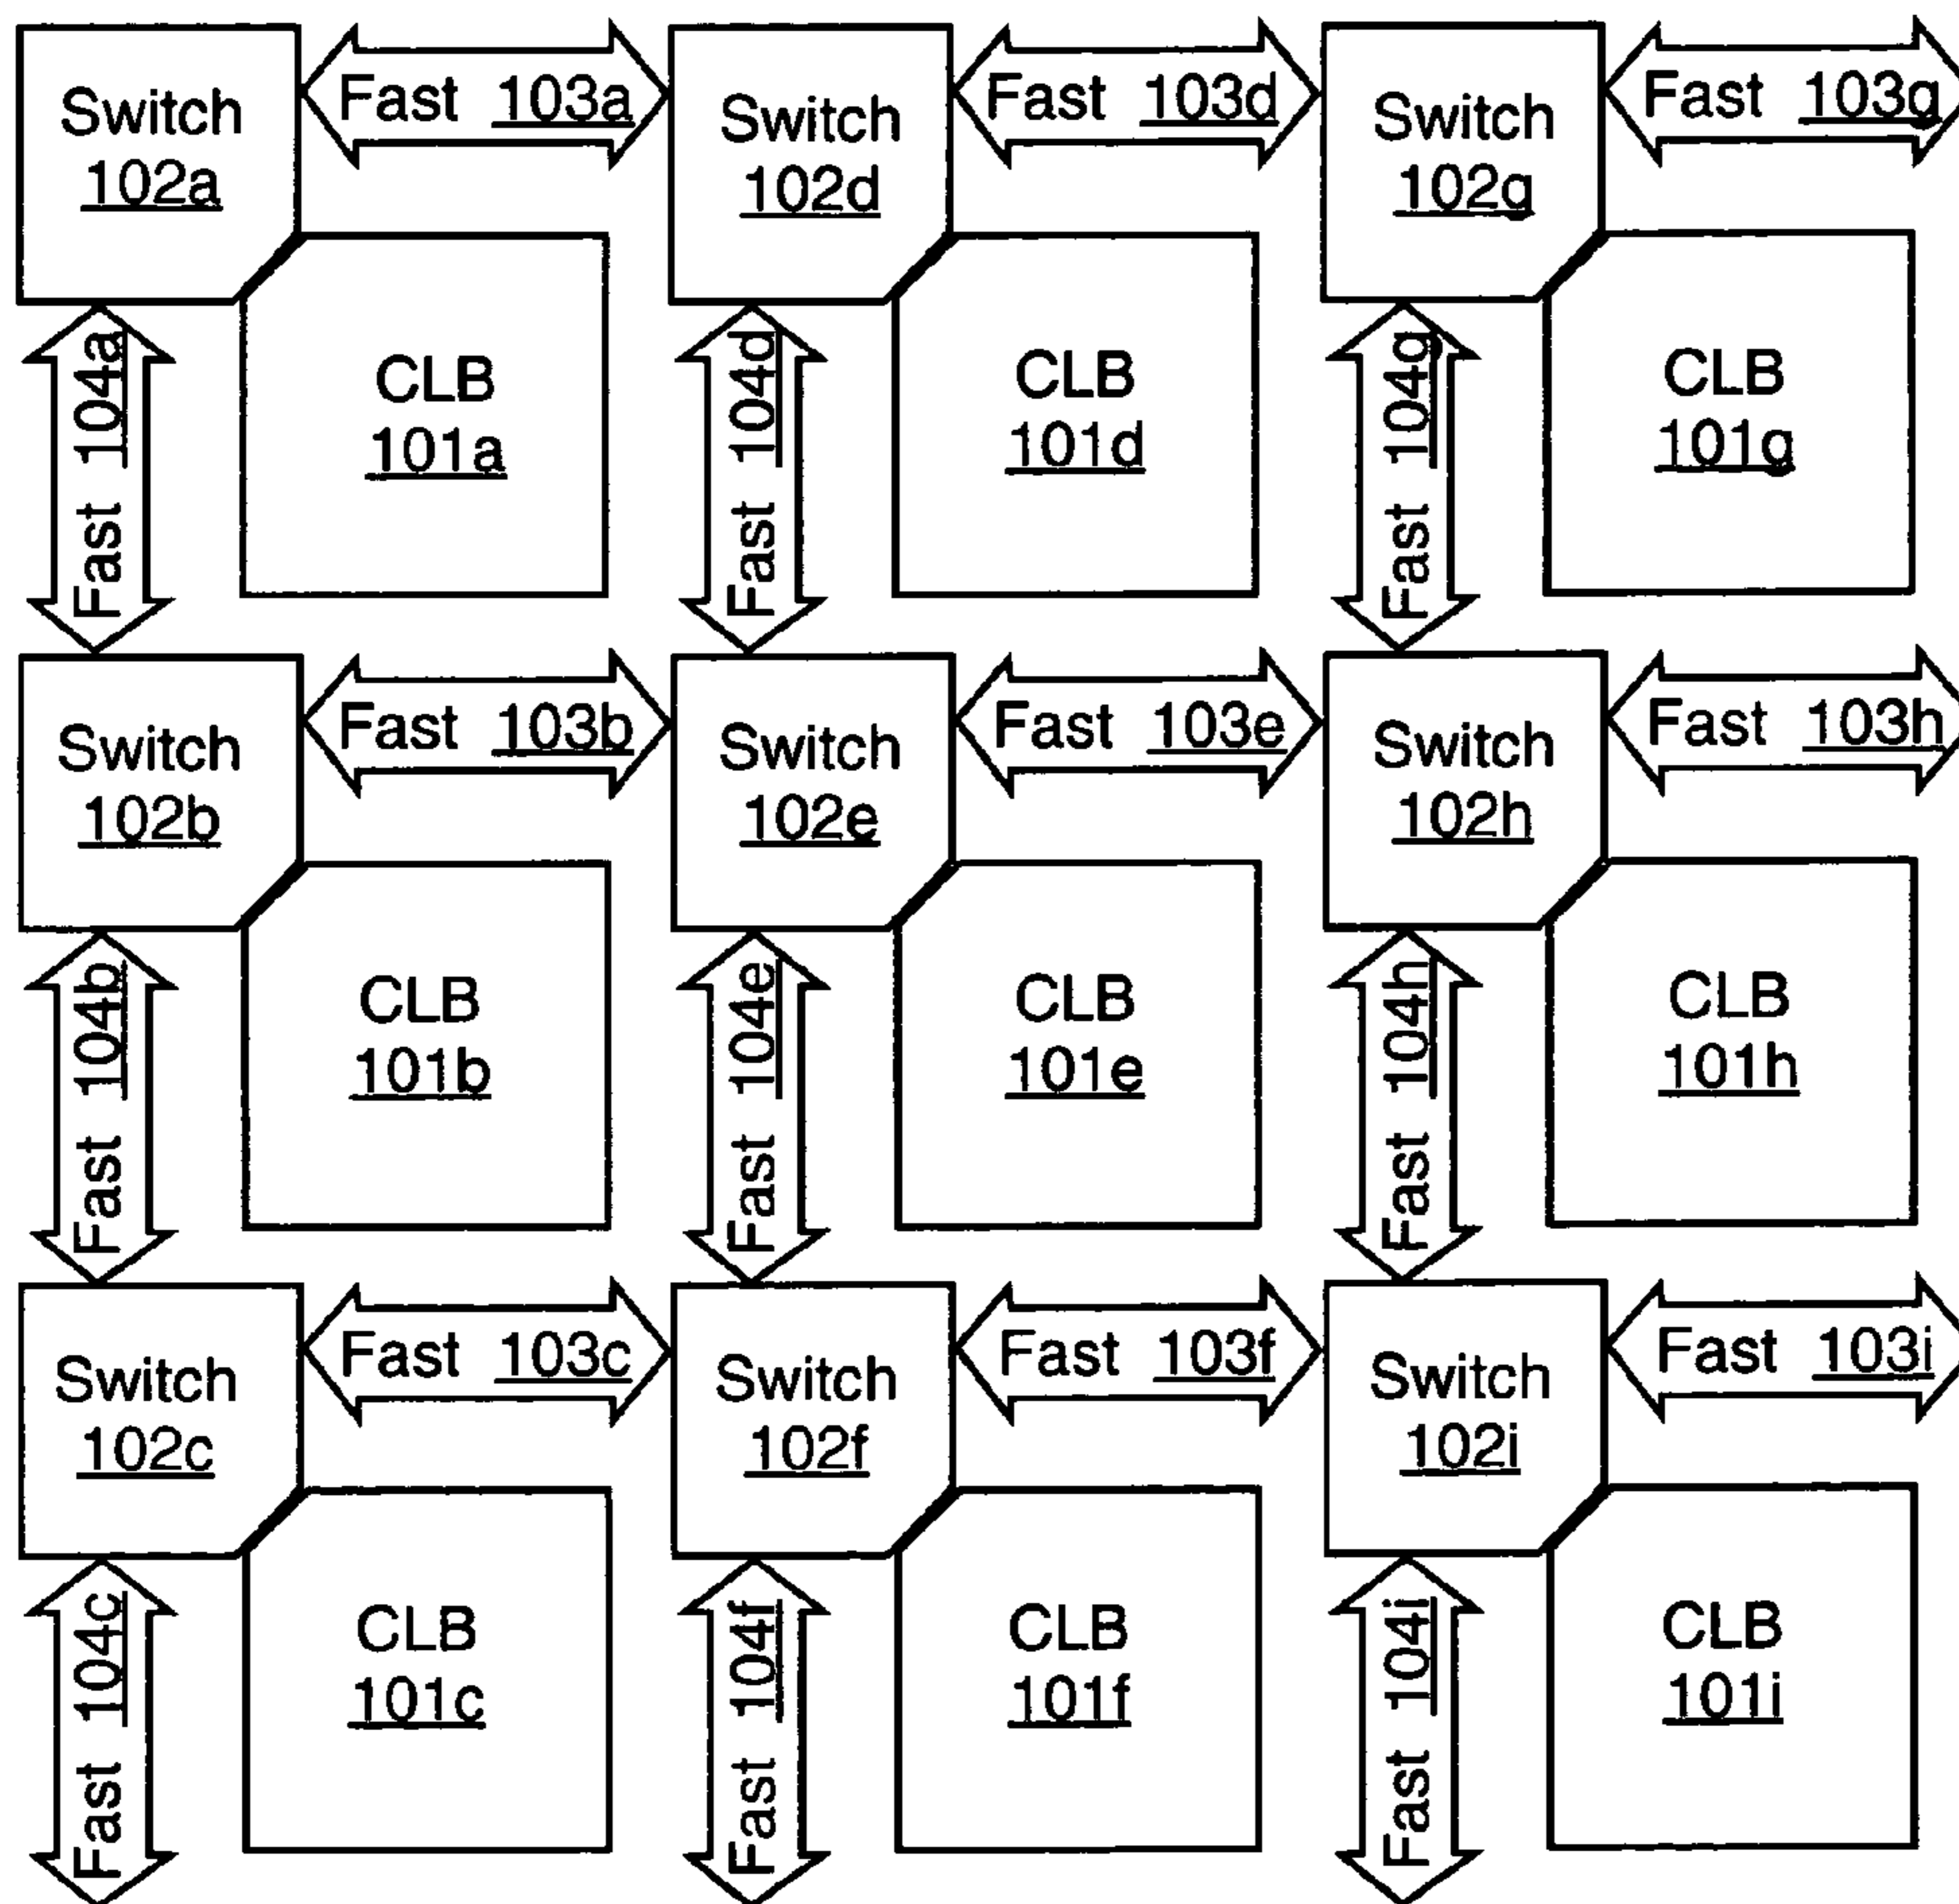 Switch
102a
Fast 103a
Switch
102d
Fast 103d
Switch
102g
Fast 103g
Fast 104a
CLB
101a
Fast 104d
CLB
101d
Fast 104g
CLB
101g
Switch
102b
Fast 103b
Switch
102e
Fast 103e
Switch
102h
Fast 103h
Fast 104b
CLB
101b
Fast 104e
CLB
101e
Fast 104h
CLB
101h
Switch
102c
Fast 103c
Switch
102f
Fast 103f
Switch
102i
Fast 103i
Fast 104c
CLB
101c
Fast 104f
CLB
101f
Fast 104i
CLB
101i